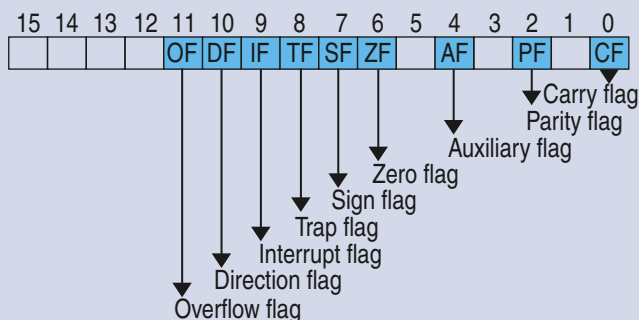 15 14 13 12 11 10 9 8 7 6 5 4 3 2 1 0
OF DF IF TF SF ZF AF PF CF
Carry flag
Parity flag
Auxiliary flag
Zero flag
Sign flag
Trap flag
Interrupt flag
Direction flag
Overflow flag